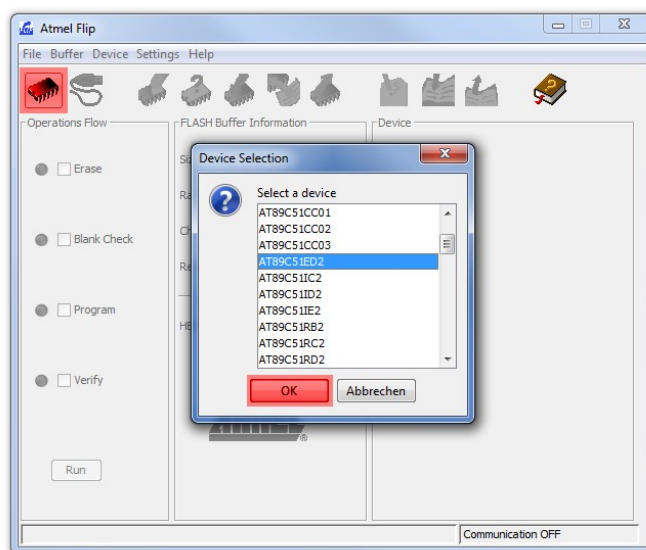 Atmel Flip
File Buffer Device Settings Help
Operations Flow
FLASH Buffer Information
Device
Erase
Blank Check
Program
Verify
Run
Device Selection
Select a device
AT89C51CC01
AT89C51CC02
AT89C51CC03
AT89C51ED2
AT89C51IC2
AT89C51ID2
AT89C51IE2
AT89C51RB2
AT89C51RC2
AT89C51RD2
OK
Abbrechen
Communication OFF